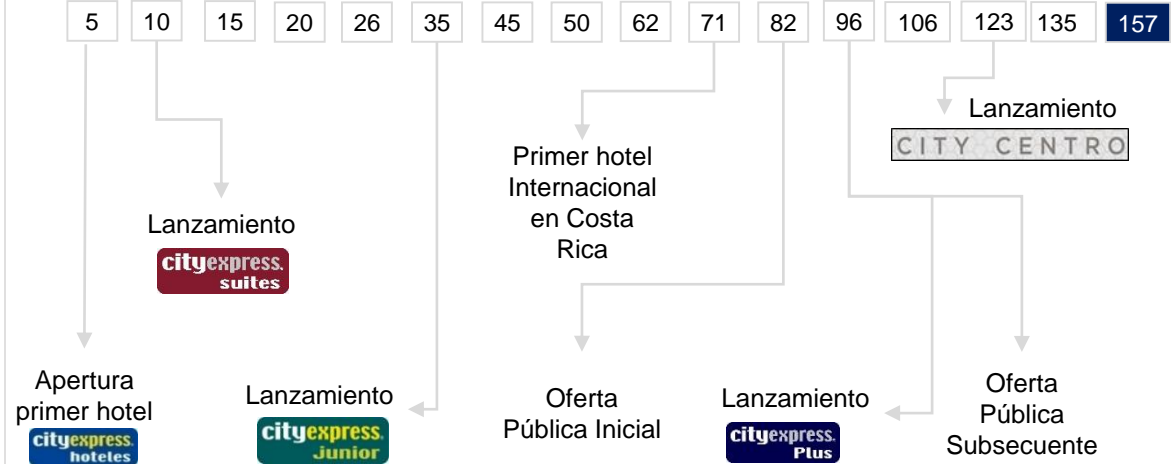 5 10 15 20 26 35 45 50 62 71 82 96 106 123 135 157
Lanzamiento
CITY CENTRO
Primer hotel
Internacional
en Costa
Rica
Lanzamiento
cityexpress.
suites
Apertura
primer hotel
cityexpress.
hoteles
Lanzamiento
cityexpress.
Junior
Oferta
Pública Inicial
Lanzamiento
cityexpress.
Plus
Oferta
Pública
Subsecuente